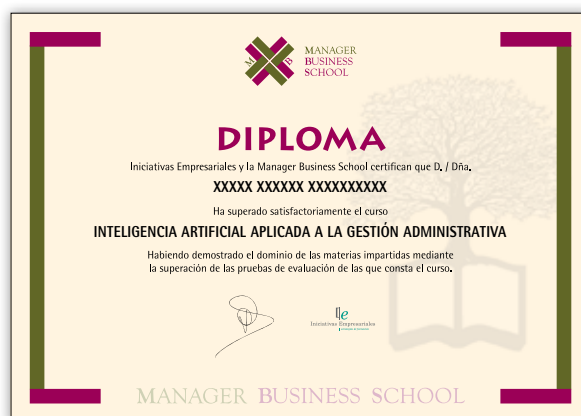 M B
MANAGER
BUSINESS
SCHOOL
DIPLOMA
Iniciativas Empresariales y la Manager Business School certifican que D. / Dña.
XXXXX XXXXXX XXXXXXXXXX
Ha superado satisfactoriamente el curso
INTELIGENCIA ARTIFICIAL APLICADA A LA GESTIÓN ADMINISTRATIVA
Habiendo demostrado el dominio de las materias impartidas mediante
la superación de las pruebas de evaluación de las que consta el curso.
Iniciativas Empresariales
MANAGER BUSINESS SCHOOL